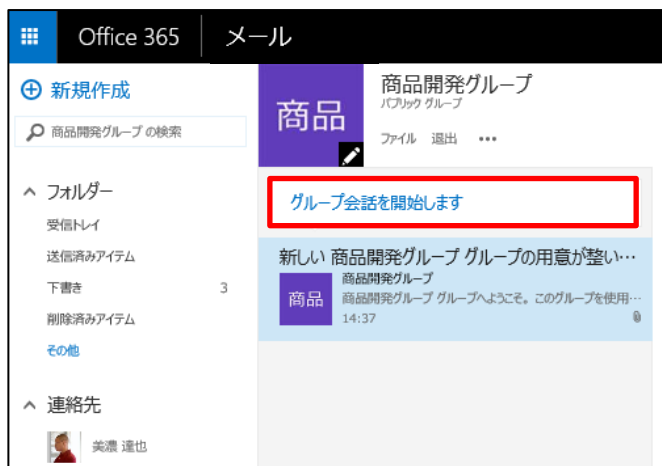 Office 365 メール
新規作成
商品開発グループ の検索
フォルダー
受信トレイ
送信済みアイテム
下書き 3
削除済みアイテム
その他
連絡先
美濃 達也
商品
商品開発グループ
パブリック グループ
ファイル 退出 •••
グループ会話を開始します
新しい 商品開発グループ グループの用意が整い…
商品
商品開発グループ
商品開発グループ グループへようこそ。このグループを使用…
14:37